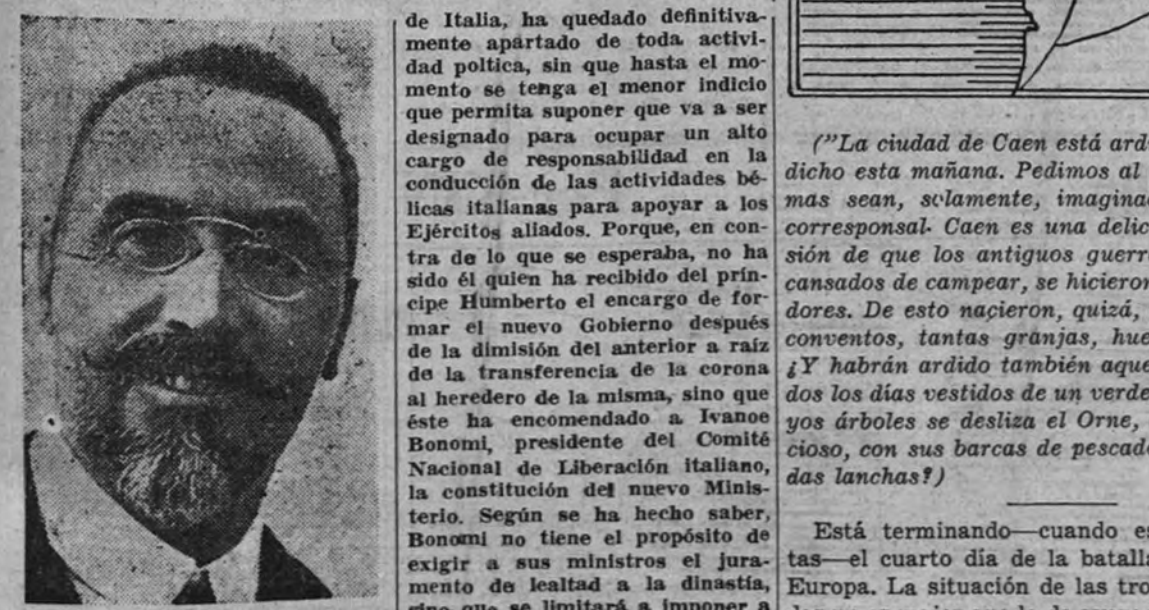 de Italia, ha quedado definitiva-
mente apartado de toda activi-
dad poltica, sin que hasta el mo-
mento se tenga el menor indicio
que permita suponer que va a ser
designado para ocupar un alto
cargo de responsabilidad en la
conducción de las actividades bé-
licas italianas para apoyar a los
Ejércitos aliados. Porque, en con-
tra de lo que se esperaba, no ha
sido él quien ha recibido del prín-
cipe Humberto el encargo de for-
mar el nuevo Gobierno después
de la dimisión del anterior a raíz
de la transferencia de la corona
al heredero de la misma, sino que
éste ha encomendado a Ivanoe
Bonomi, presidente del Comité
Nacional de Liberación italiano,
la constitución del nuevo Minis-
terio. Según se ha hecho saber,
Bonomi no tiene el propósito de
exigir a sus ministros el jura-
mento de lealtad a la dinastía,
sino que se limitará a imponer a
("La ciudad de Caen está ard
dicho esta mañana. Pedimos al
mas sean, solamente, imagina
corresponsal. Caen es una delic
sión de que los antiguos guerr
cansados de campear, se hicieron
dores. De esto nacieron, quizá,
conventos, tantas granjas, hue
¿Y habrán ardido también aque
dos los días vestidos de un verde
yos árboles se desliza el Orne,
cioso, con sus barcas de pescad
das lanchas?)
Está terminando—cuando es
tas—el cuarto día de la batalla
Europa. La situación de las tro